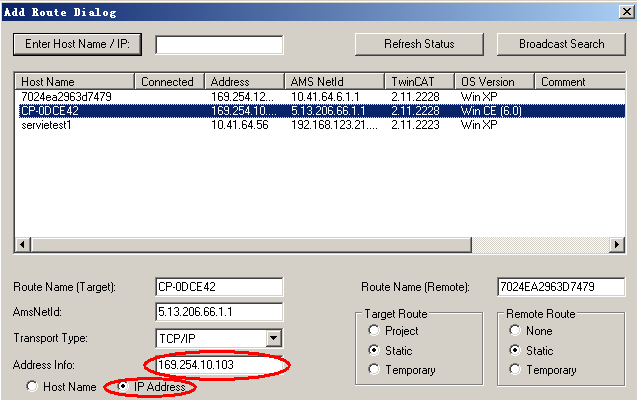 Add Route Dialog
Enter Host Name / IP:
Refresh Status
Broadcast Search
Host Name Connected Address AMS NetId TwinCAT OS Version Comment
7024ea2963d7479 169.254.12... 10.41.64.6.1.1 2.11.2228 Win XP
CP-0DCE42 169.254.10.... 5.13.206.66.1.1 2.11.2228 Win CE (6.0)
servietest1 10.41.64.56 192.168.123.21.... 2.11.2223 Win XP
Route Name (Target): CP-0DCE42 Route Name (Remote): 7024EA2963D7479
AmsNetId: 5.13.206.66.1.1 Target Route Remote Route
Transport Type: TCP/IP Project None
Address Info: 169.254.10.103 Static Static
Host Name IP Address Temporary Temporary